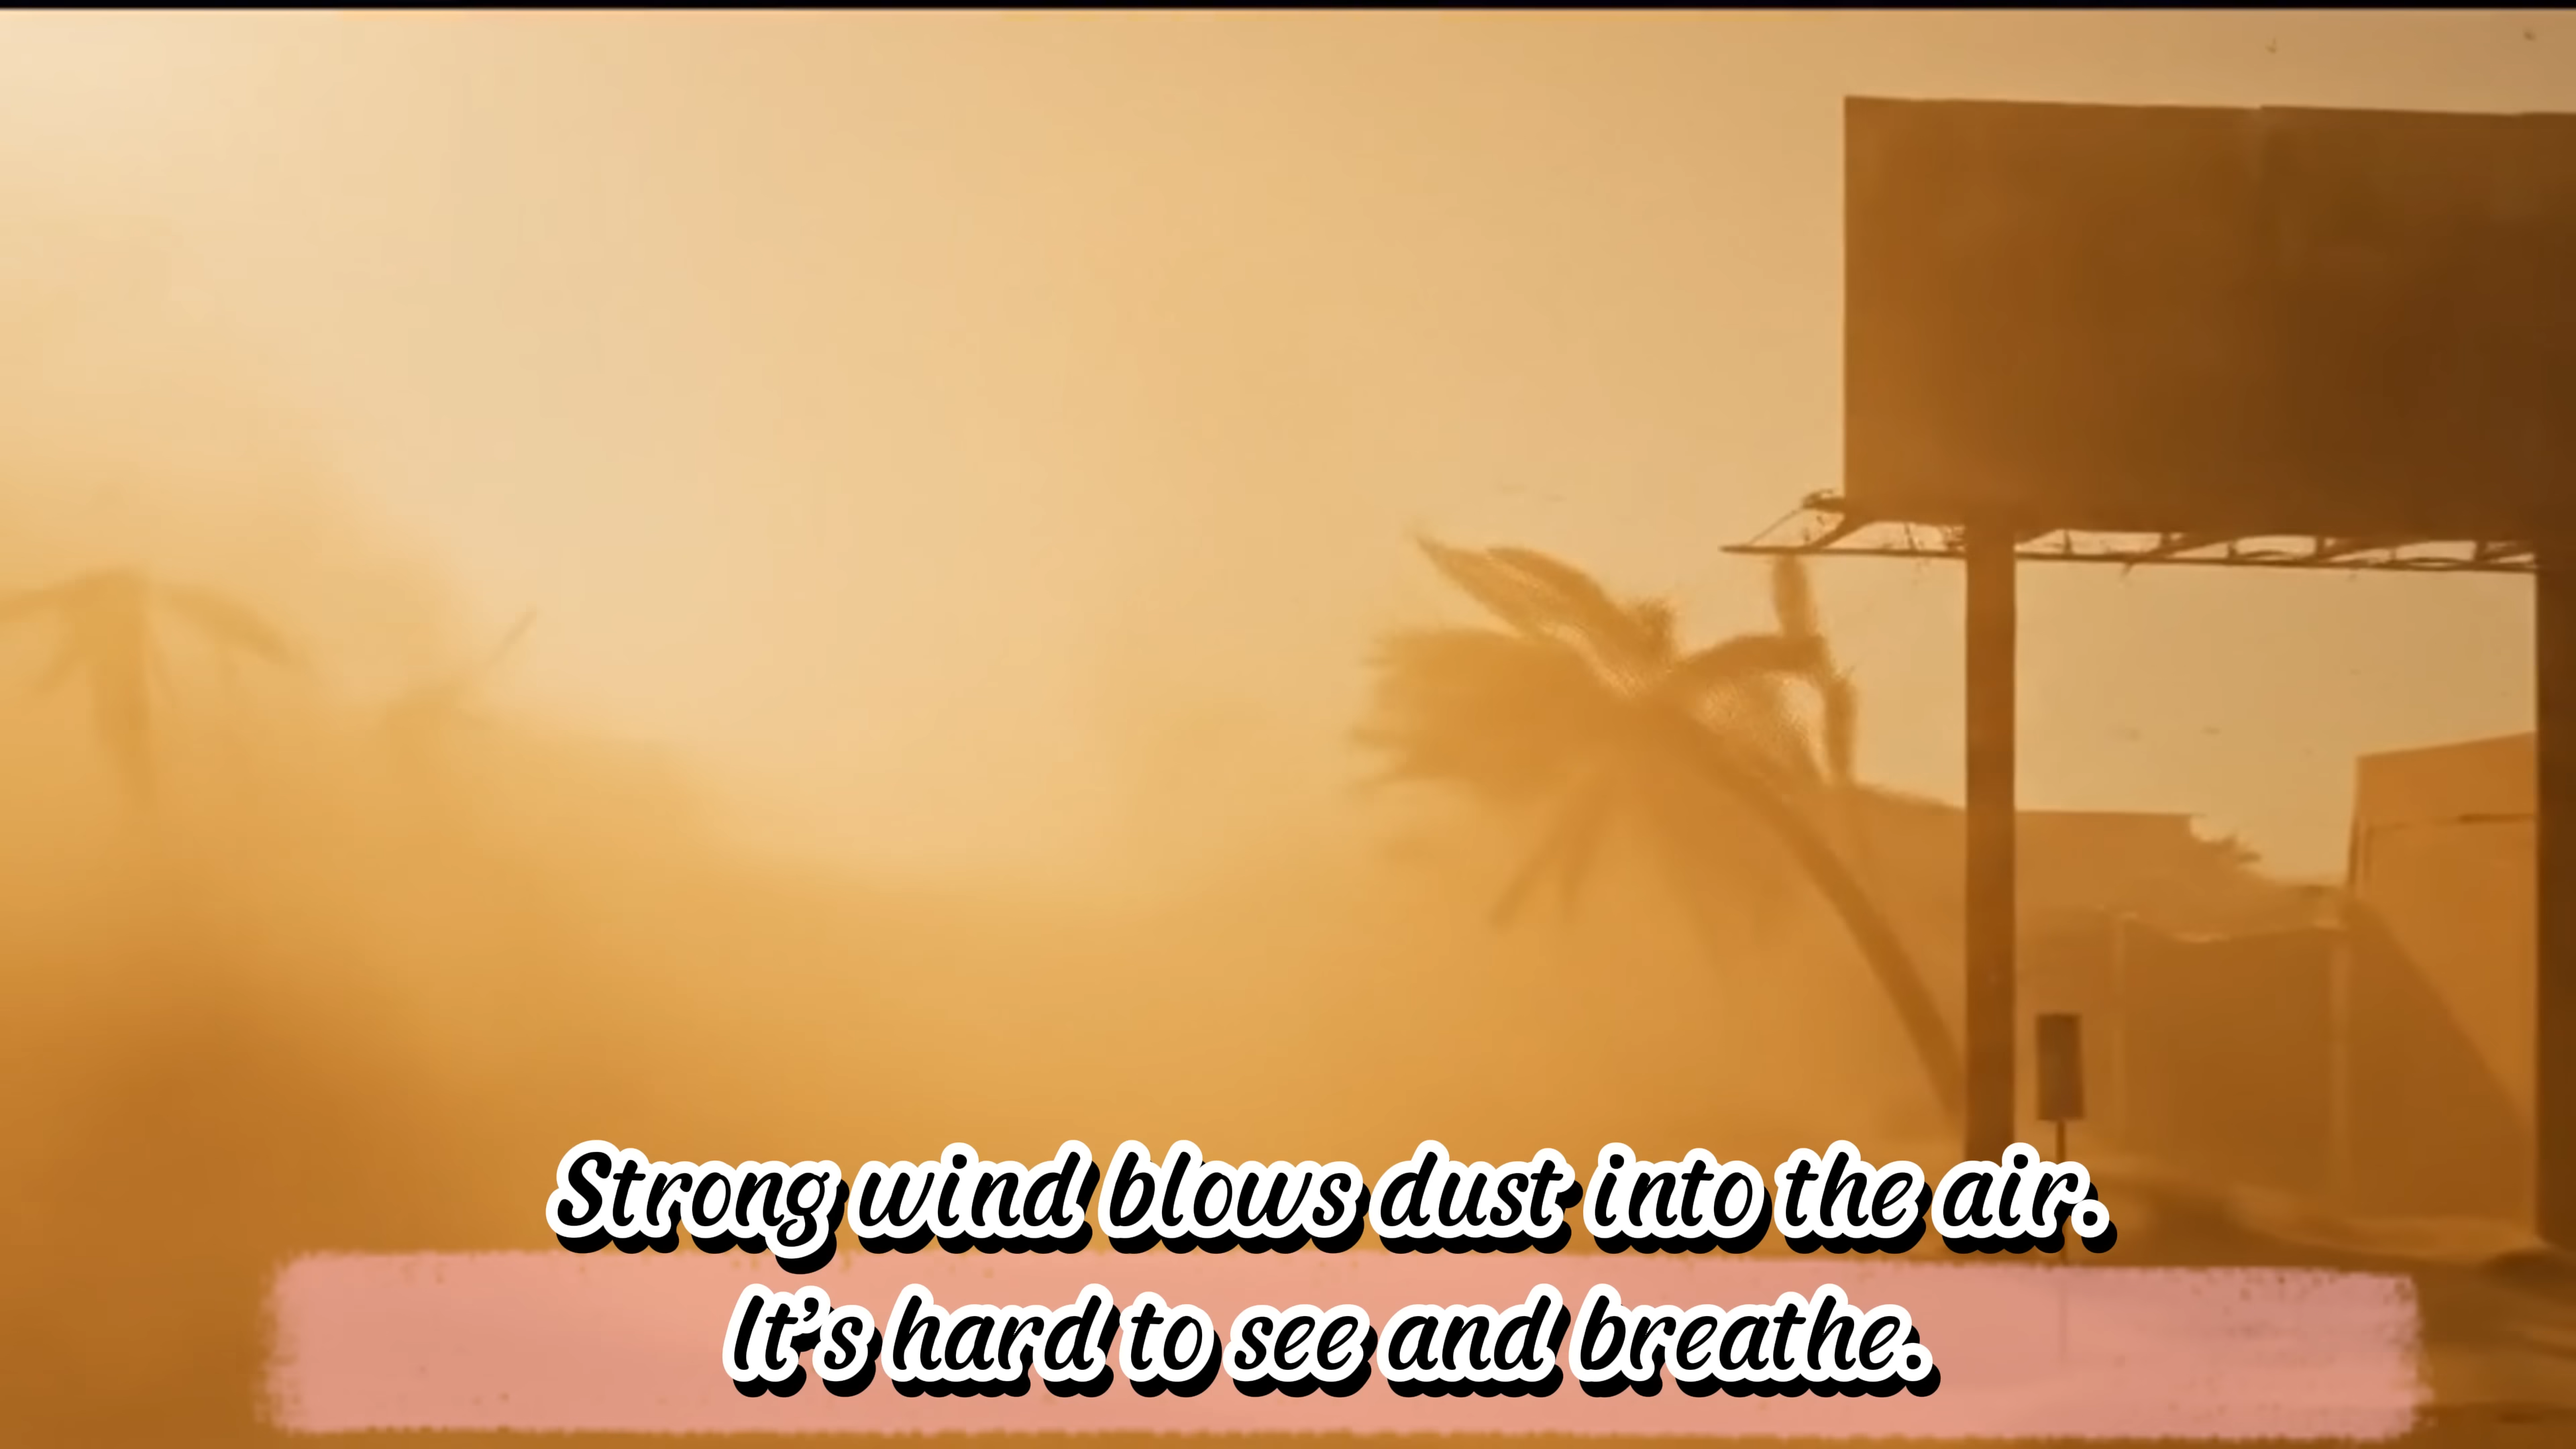 Strong wind blows dust into the air.
It’s hard to see and breathe.